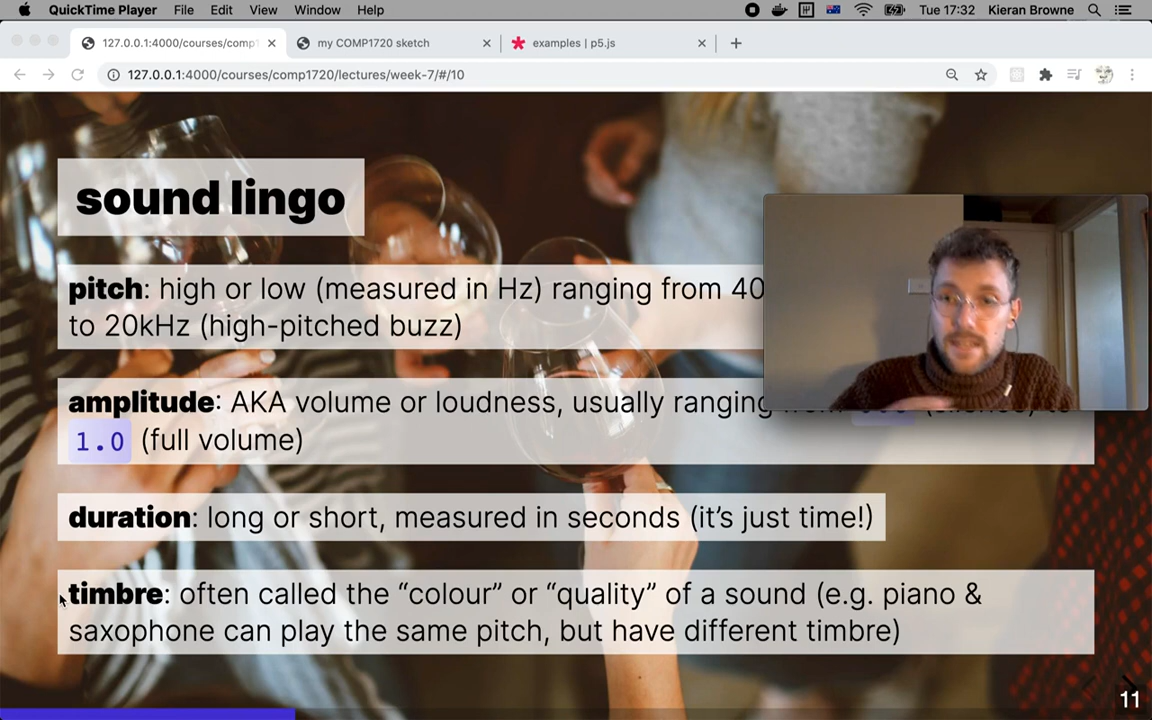 QuickTime Player File Edit View Window Help Tue 17:32 Kieran Browne
127.0.0.1:4000/courses/comp1 my COMP1720 sketch examples | p5.js
127.0.0.1:4000/courses/comp1720/lectures/week-7/#/10
sound lingo
pitch: high or low (measured in Hz) ranging from 40
to 20kHz (high-pitched buzz)
amplitude: AKA volume or loudness, usually ranging
1.0 (full volume)
duration: long or short, measured in seconds (it’s just time!)
timbre: often called the “colour” or “quality” of a sound (e.g. piano &
saxophone can play the same pitch, but have different timbre)
11